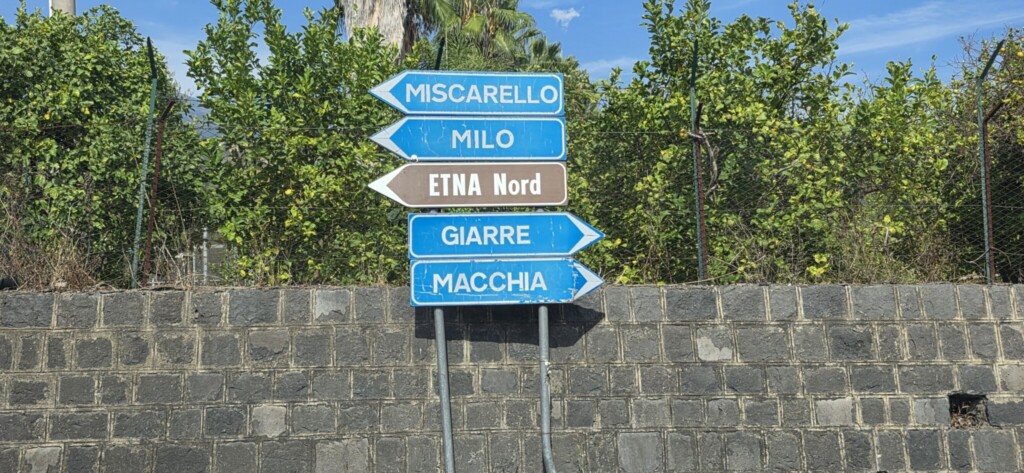 MISCARELLO
MILO
ETNA Nord
GIARRE
MACCHIA